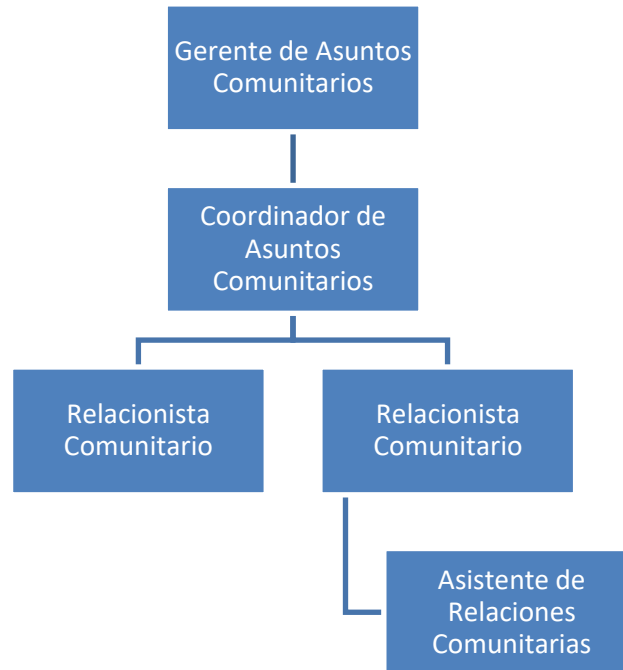 Gerente de Asuntos
Comunitarios
Coordinador de
Asuntos
Comunitarios
Relacionista
Comunitario
Relacionista
Comunitario
Asistente de
Relaciones
Comunitarias